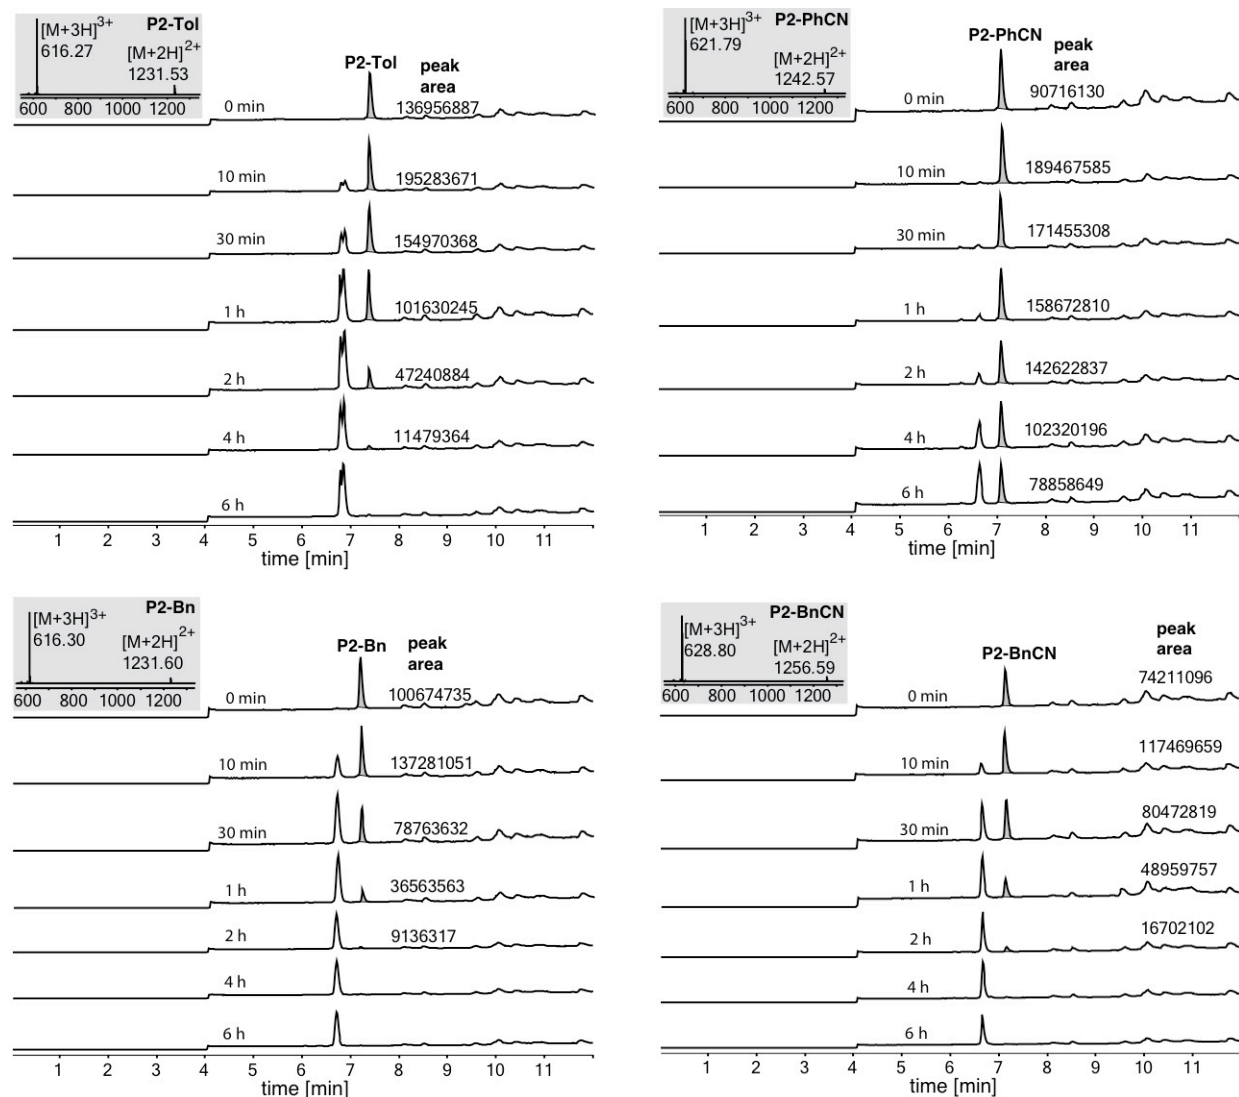 [M+3H]3+ P2-Tol
616.27 [M+2H]2+
1231.53
600 800 1000 1200
P2-Tol peak
area
0 min 136956887
10 min 195283671
30 min 154970368
1 h 101630245
2 h 47240884
4 h 11479364
6 h
1 2 3 4 5 6 7 8 9 10 11
time [min]
[M+3H]3+ P2-PhCN
621.79 [M+2H]2+
1242.57
600 800 1000 1200
P2-PhCN peak
area
0 min 90716130
10 min 189467585
30 min 171455308
1 h 158672810
2 h 142622837
4 h 102320196
6 h 78858649
1 2 3 4 5 6 7 8 9 10 11
time [min]
[M+3H]3+ P2-Bn
616.30 [M+2H]2+
1231.60
600 800 1000 1200
P2-Bn peak
area
0 min 100674735
10 min 137281051
30 min 78763632
1 h 36563563
2 h 9136317
4 h
6 h
1 2 3 4 5 6 7 8 9 10 11
time [min]
[M+3H]3+ P2-BnCN
628.80 [M+2H]2+
1256.59
600 800 1000 1200
P2-BnCN peak
area
0 min 74211096
10 min 117469659
30 min 80472819
1 h 48959757
2 h 16702102
4 h
6 h
1 2 3 4 5 6 7 8 9 10 11
time [min]